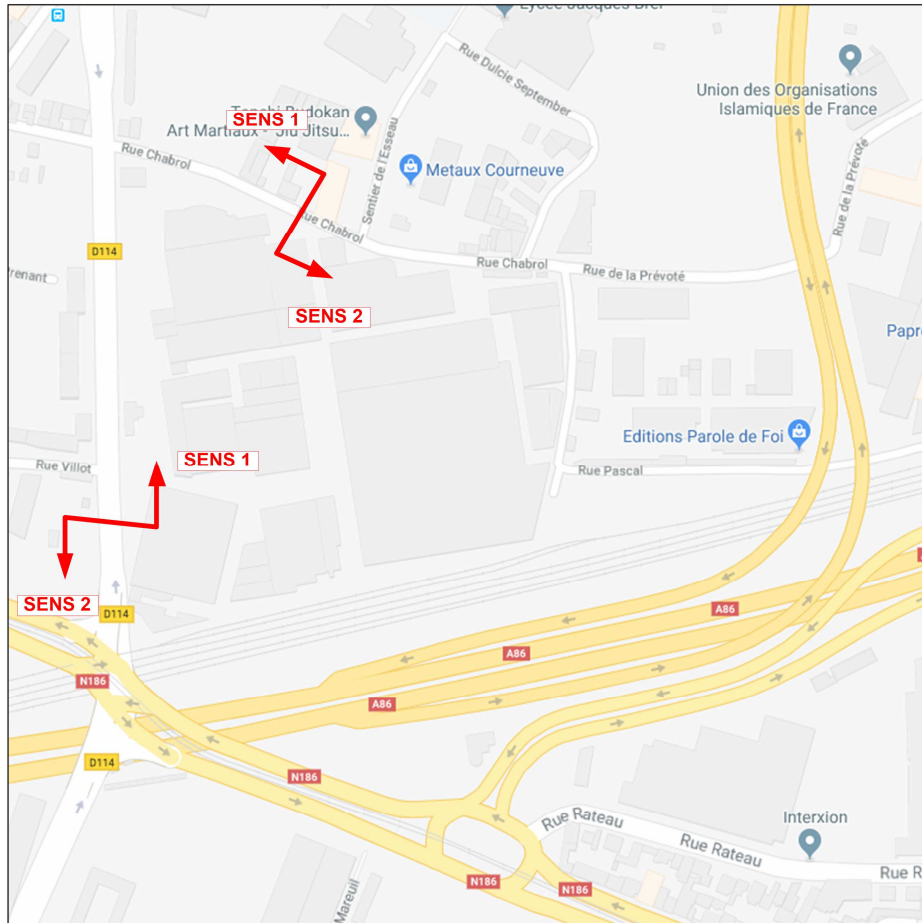 Lycée Jacques Brel
Rue Dulcie September
Union des Organisations
Islamiques de France
SENS 1
Art Martiaux - Jiu Jitsu...
Rue Chabrol
Sentier de l'Esseau
Metaux Courneuve
Rue de la Prévoté
Rue Chabrol
D114
Rue Chabrol
Rue de la Prévoté
renant
SENS 2
Papr
Editions Parole de Foi
SENS 1
Rue Villot
Rue Pascal
SENS 2
D114
A86
A86
N186
A86
D114
N186
Interxion
Rue Rateau
Rue Rateau
Rue R
N186
N186
Mareuil